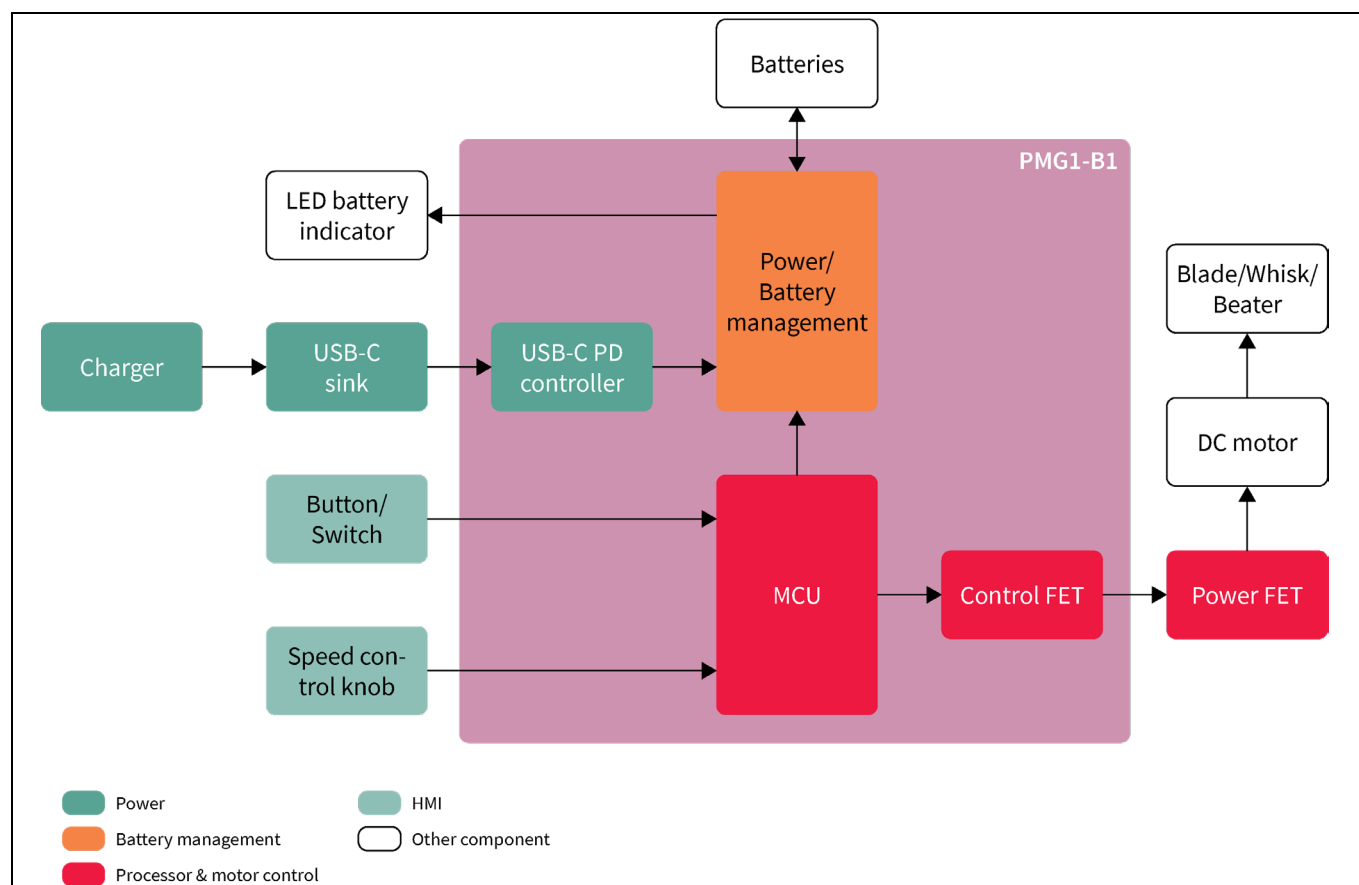 Batteries
PMG1-B1
LED battery
indicator
Power/
Battery
management
Blade/Whisk/
Beater
Charger
USB-C
sink
USB-C PD
controller
DC motor
Button/
Switch
MCU
Control FET
Power FET
Speed con-
trol knob
Power
HMI
Battery management
Other component
Processor & motor control